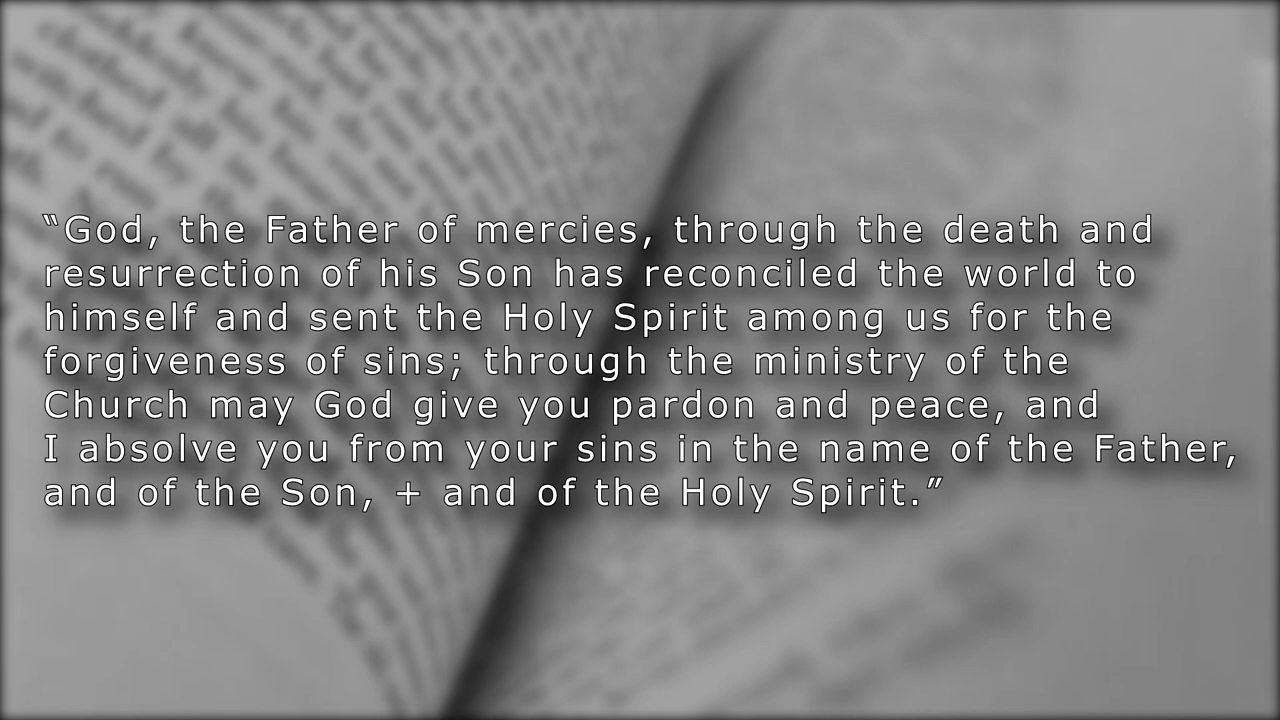 “God, the Father of mercies, through the death and
resurrection of his Son has reconciled the world to
himself and sent the Holy Spirit among us for the
forgiveness of sins; through the ministry of the
Church may God give you pardon and peace, and
I absolve you from your sins in the name of the Father,
and of the Son, + and of the Holy Spirit.”